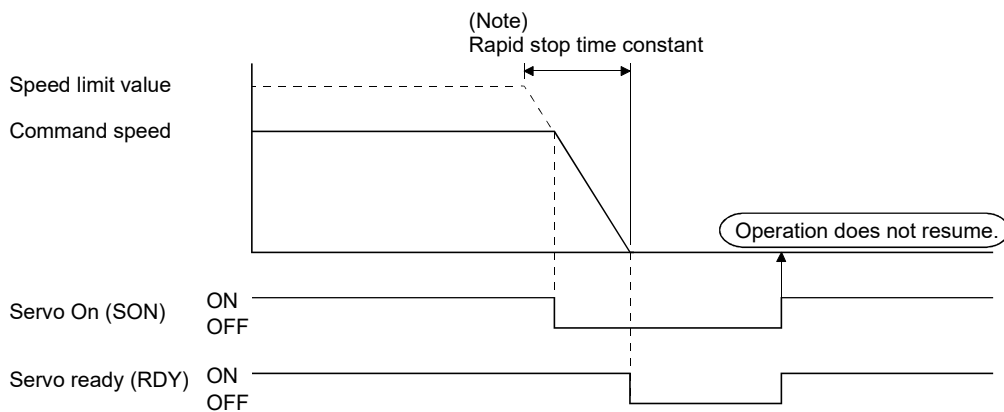 (Note)
Rapid stop time constant
Speed limit value
Command speed
Operation does not resume.
Servo On (SON) ON
OFF
Servo ready (RDY) ON
OFF